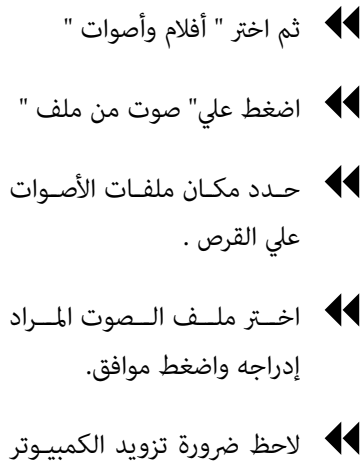 ثم اختر " أفلام وأصوات "
اضغط علي" صوت من ملف "
حدد مكان ملفات الأصوات
علي القرص .
اختر ملف الصوت المراد
إدراجه واضغط موافق.
لاحظ ضرورة تزويد الكمبيوتر